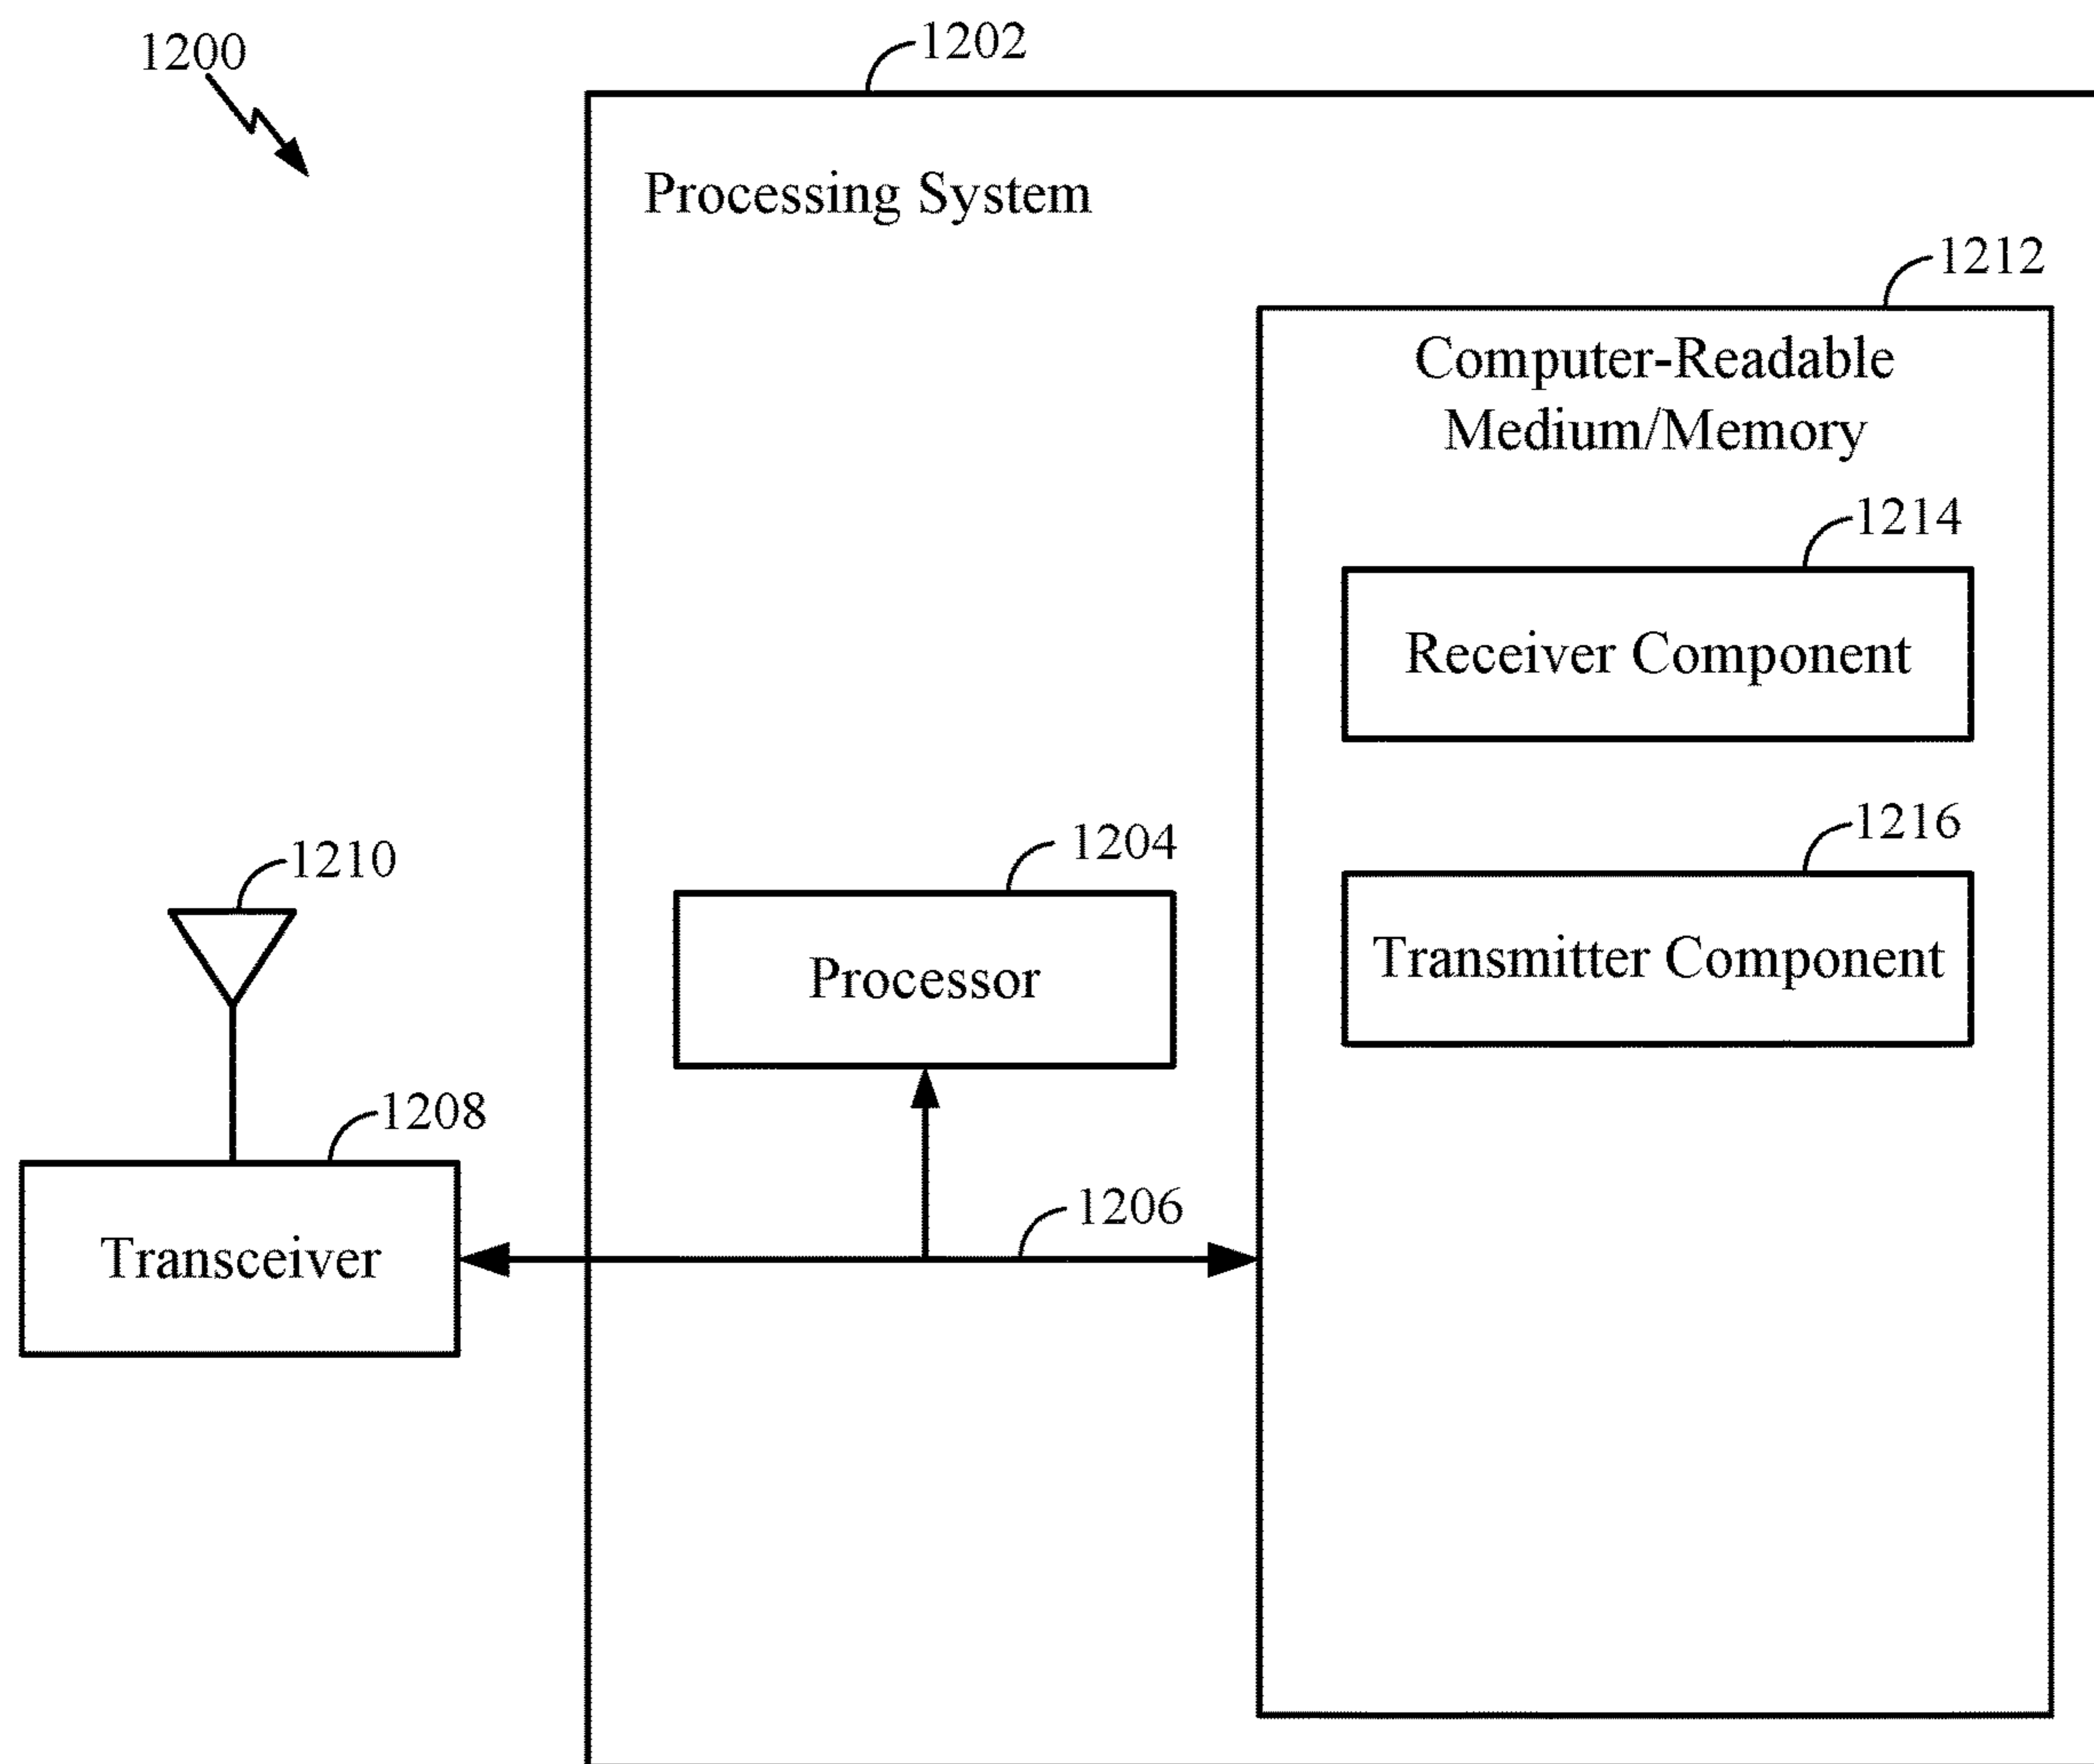 1200
1202
Processing System
1212
Computer-Readable
Medium/Memory
1214
Receiver Component
1216
Transmitter Component
1204
Processor
1210
1208
Transceiver
1206